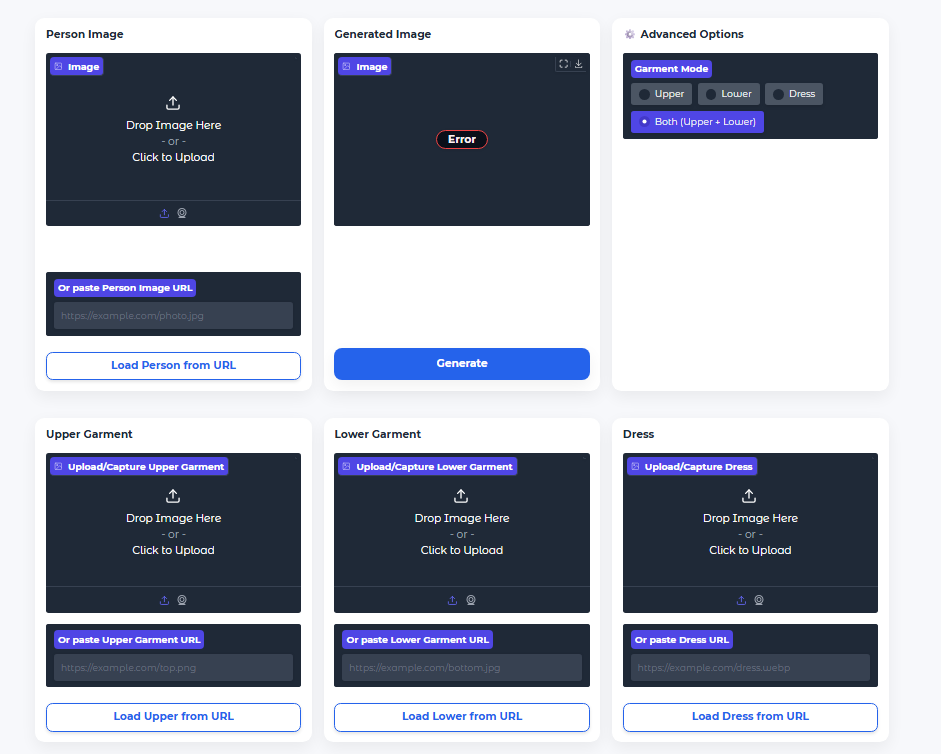 Person Image
Image
Drop Image Here
- or -
Click to Upload
Or paste Person Image URL
https://example.com/photo.jpg
Load Person from URL
Generated Image
Image
Error
Generate
Advanced Options
Garment Mode
Upper
Lower
Dress
Both (Upper + Lower)
Upper Garment
Upload/Capture Upper Garment
Drop Image Here
- or -
Click to Upload
Or paste Upper Garment URL
https://example.com/top.png
Load Upper from URL
Lower Garment
Upload/Capture Lower Garment
Drop Image Here
- or -
Click to Upload
Or paste Lower Garment URL
https://example.com/bottom.jpg
Load Lower from URL
Dress
Upload/Capture Dress
Drop Image Here
- or -
Click to Upload
Or paste Dress URL
https://example.com/dress.webp
Load Dress from URL